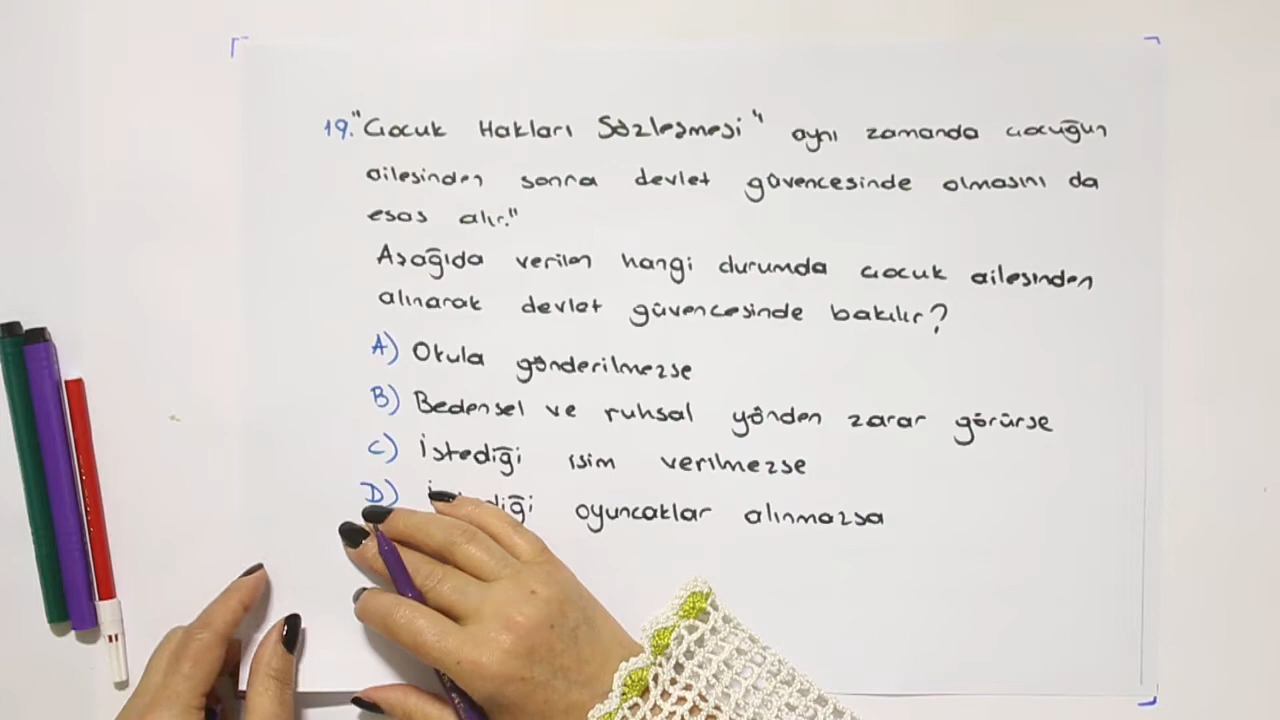 19. "Çocuk Hakları Sözleşmesi" aynı zamanda çocuğun
ailesinden sonra devlet güvencesinde olmasını da
esas alır."
Aşağıda verilen hangi durumda çocuk ailesinden
alınarak devlet güvencesinde bakılır?
A) Okula gönderilmezse
B) Bedensel ve ruhsal yönden zarar görürse
C) İstediği isim verilmezse
D) oyuncaklar alınmazsa